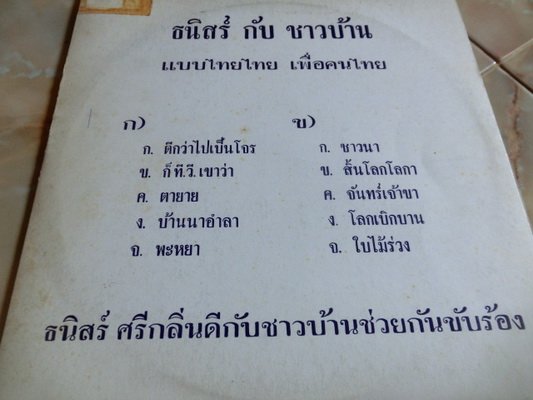 ธนิสร์ กับ ชาวบ้าน
แบบไทยไทย เพื่อคนไทย
ก)
ก. ดีกว่าไปเป็นโจร
ข. ก็ ที.วี. เขาว่า
ค. ตายาย
ง. บ้านนาอำลา
จ. พะหยา
ข)
ก. ชาวนา
ข. สิ้นโลกโลกา
ค. จันทร์เจ้าขา
ง. โลกเบิกบาน
จ. ใบไม้ร่วง
ธนิสร์ ศรีกลิ่นดีกับชาวบ้านช่วยกันขับร้อง